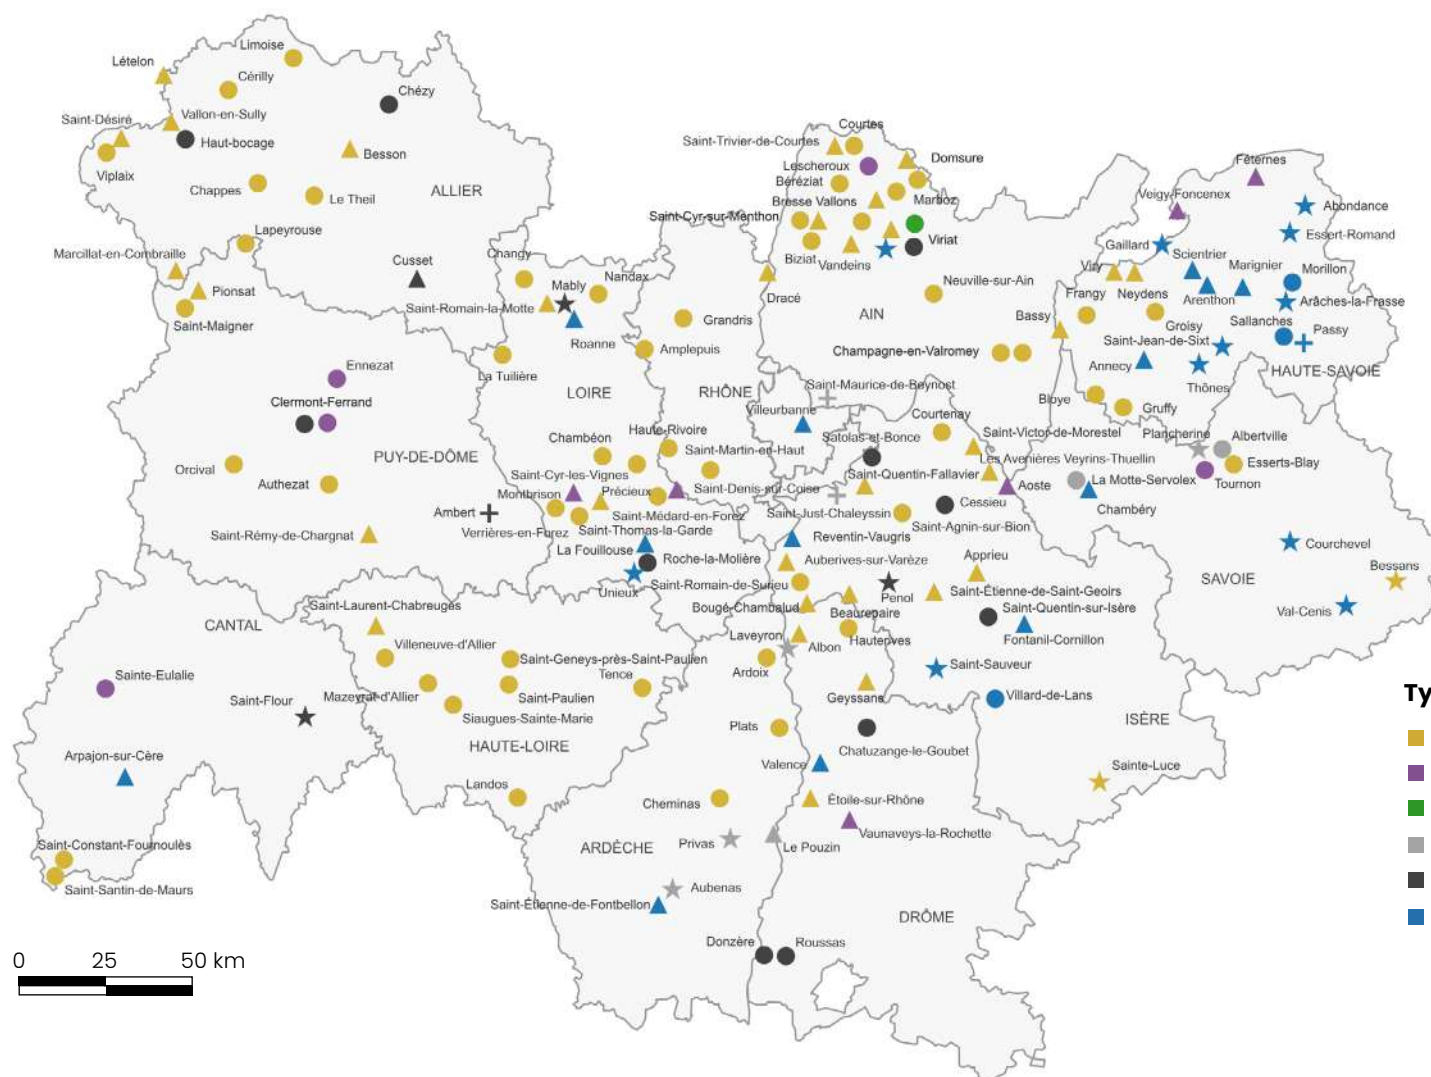 Limoise
Lételon
Cérilly
Chézy
Vallon-en-Sully
Saint-Désiré
Haut-bocage
Besson
Viplaix
Chappes
Le Theil
ALLIER
Lapeyrouse
Marcillat-en-Combraille
Cusset
Pionsat
Saint-Maigner
Courtes
Saint-Trivier-de-Courtes
Domsure
Lescheroux
Béréziat
Bresse Vallons
Marboz
Saint-Cyr-sur-Menthon
Viriat
Biziat
Vandeins
Dracé
Neuville-sur-Ain
AIN
Champagne-en-Valromey
Fêternes
Veigy-Foncenex
Abondance
Essert-Romand
Gaillard
Scientrier
Marignier
Morillon
Viry
Neydens
Arenthon
Arâches-la-Frasse
Frangy
Groisy
Sallanches
Passy
Bassy
Saint-Jean-de-Sixt
Annecy
Thônes
HAUTE-SAVOIE
Bloye
Gruffy
Changy
Nandax
Mably
Saint-Romain-la-Motte
Roanne
Grandris
Amplepuis
La Tuilière
LOIRE
RHÔNE
Saint-Maurice-de-Beynost
Villeurbanne
Ennezat
Clermont-Ferrand
PUY-DE-DÔME
Orcival
Authezat
Ambert
Saint-Rémy-de-Chargnat
Haute-Rivoire
Chambéon
Saint-Martin-en-Haut
Saint-Cyr-les-Vignes
Montbrison
Précieux
Saint-Denis-sur-Coise
Saint-Médard-en-Forez
Verrières-en-Forez
Saint-Thomas-la-Garde
La Fouillouse
Roche-la-Molière
Unieux
Saint-Romain-de-Surieu
Courtenay
Satolas-et-Bonce
Saint-Victor-de-Morestel
Les Avenières Veyrins-Thuellin
Saint-Quentin-Fallavier
Aoste
Cessieu
Saint-Just-Chaleyssin
Saint-Agnin-sur-Bion
Reventin-Vaugris
Auberives-sur-Varèze
Apprieu
Penol
Saint-Étienne-de-Saint-Geoirs
Bougé-Chambalud
Beaurepaire
Saint-Quentin-sur-Isère
Fontanil-Cornillon
Plancherine
Albertville
Esserts-Blay
La Motte-Servolex
Tournon
Chambéry
Courchevel
Bessans
SAVOIE
Val-Cenis
Saint-Laurent-Chabreuges
CANTAL
Villeneuve-d'Allier
Sainte-Eulalie
Saint-Geneys-près-Saint-Paulien
Tence
Saint-Flour
Mazeyrat-d'Allier
Saint-Paulien
Siaugues-Sainte-Marie
HAUTE-LOIRE
Arpajon-sur-Cère
Landos
Saint-Constant-Fournoulès
Saint-Santin-de-Maurs
Laveyron
Albon
Hauterives
Ardoix
Saint-Sauveur
Geyssans
Villard-de-Lans
ISÈRE
Plats
Chatuzange-le-Goubet
Valence
Sainte-Luce
Cheminas
Étoile-sur-Rhône
Vaunaveys-la-Rochette
ARDÈCHE
Privas
Le Pouzin
Aubenas
Saint-Étienne-de-Fontbellon
DRÔME
Donzère
Roussas
Ty
0 25 50 km